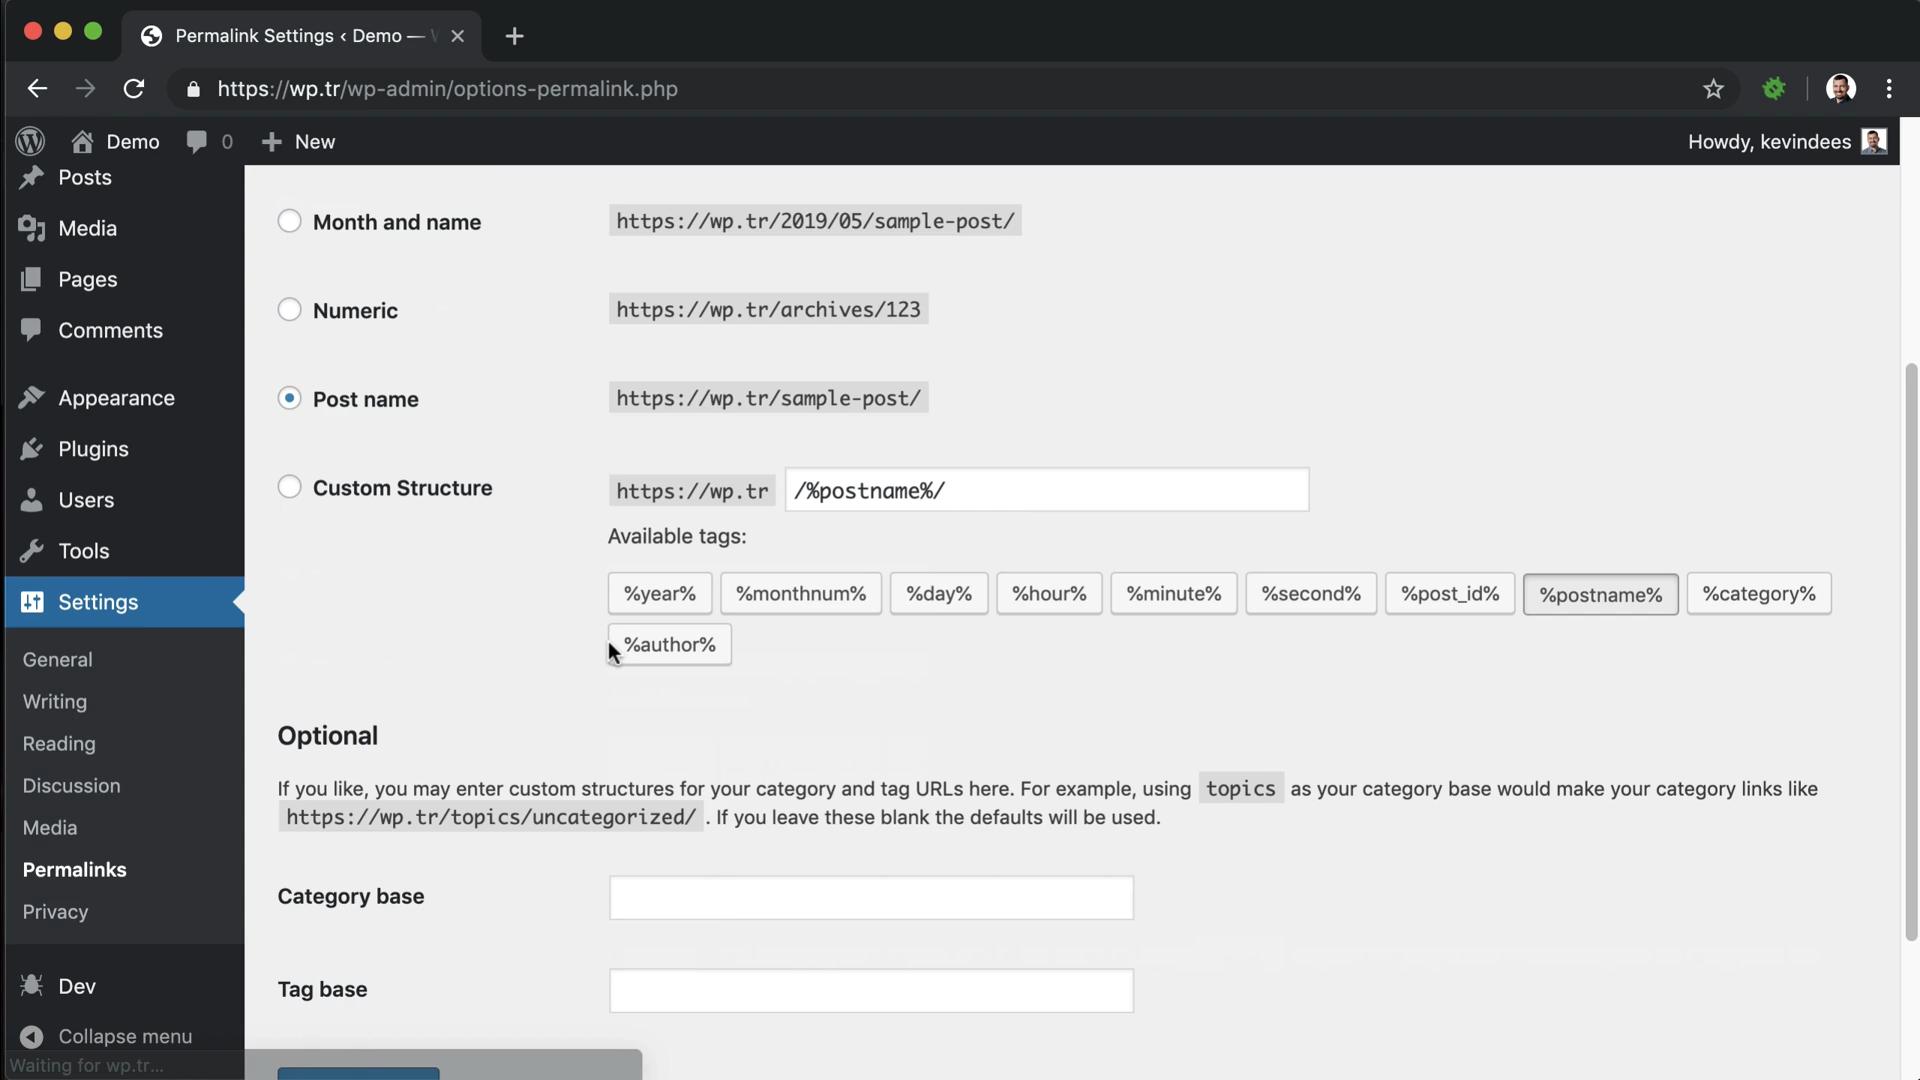 Permalink Settings ‹ Demo —
https://wp.tr/wp-admin/options-permalink.php
Demo 0 New
Howdy, kevindees
Posts
Media
Pages
Comments
Appearance
Plugins
Users
Tools
Settings
General
Writing
Reading
Discussion
Media
Permalinks
Privacy
Dev
Collapse menu
Waiting for wp.tr...
Month and name https://wp.tr/2019/05/sample-post/
Numeric https://wp.tr/archives/123
Post name https://wp.tr/sample-post/
Custom Structure https://wp.tr /%postname%/
Available tags:
%year% %monthnum% %day% %hour% %minute% %second% %post_id% %postname% %category%
%author%
Optional
If you like, you may enter custom structures for your category and tag URLs here. For example, using topics as your category base would make your category links like
https://wp.tr/topics/uncategorized/ . If you leave these blank the defaults will be used.
Category base
Tag base